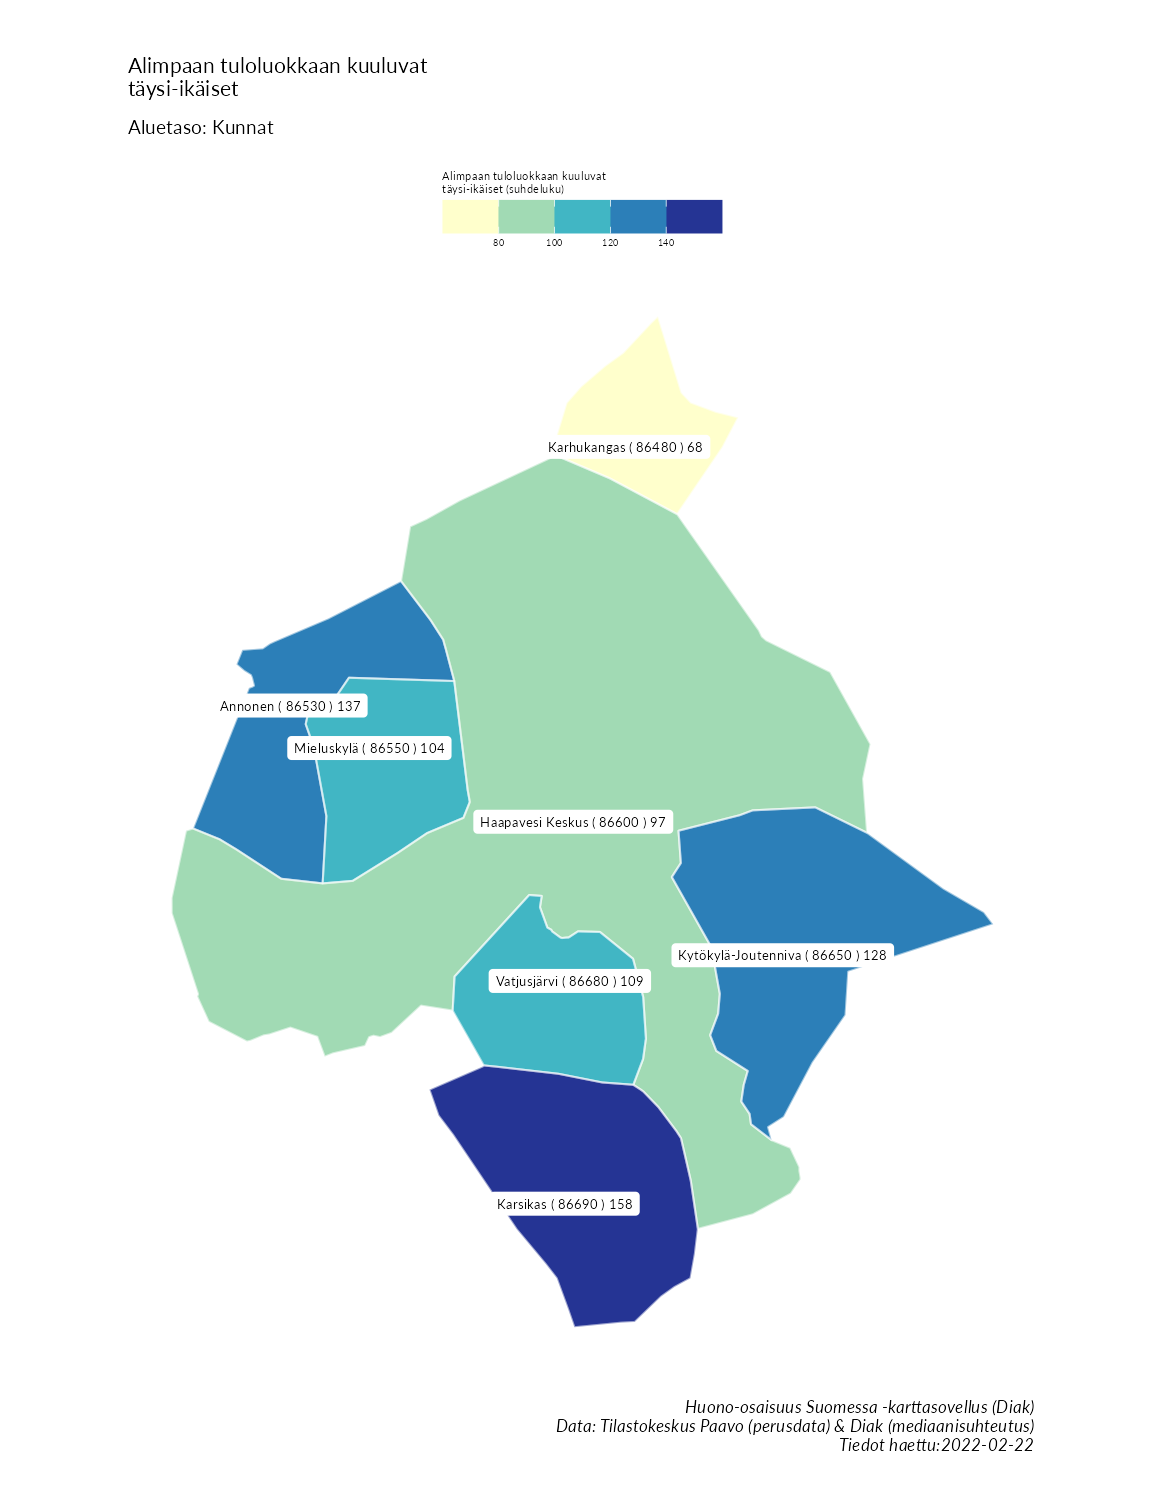 Alimpaan tuloluokkaan kuuluvat
täysi-ikäiset
Aluetaso: Kunnat
Alimpaan tuloluokkaan kuuluvat
täysi-ikäiset (suhdeluku)
80 100 120 140
Karhukangas ( 86480 ) 68
Annonen ( 86530 ) 137
Mieluskylä ( 86550 ) 104
Haapavesi Keskus ( 86600 ) 97
Kytökylä-Joutenniva ( 86650 ) 128
Vatjusjärvi ( 86680 ) 109
Karsikas ( 86690 ) 158
Huono-osaisuus Suomessa -karttasovellus (Diak)
Data: Tilastokeskus Paavo (perusdata) & Diak (mediaanisuhteutus)
Tiedot haettu:2022-02-22